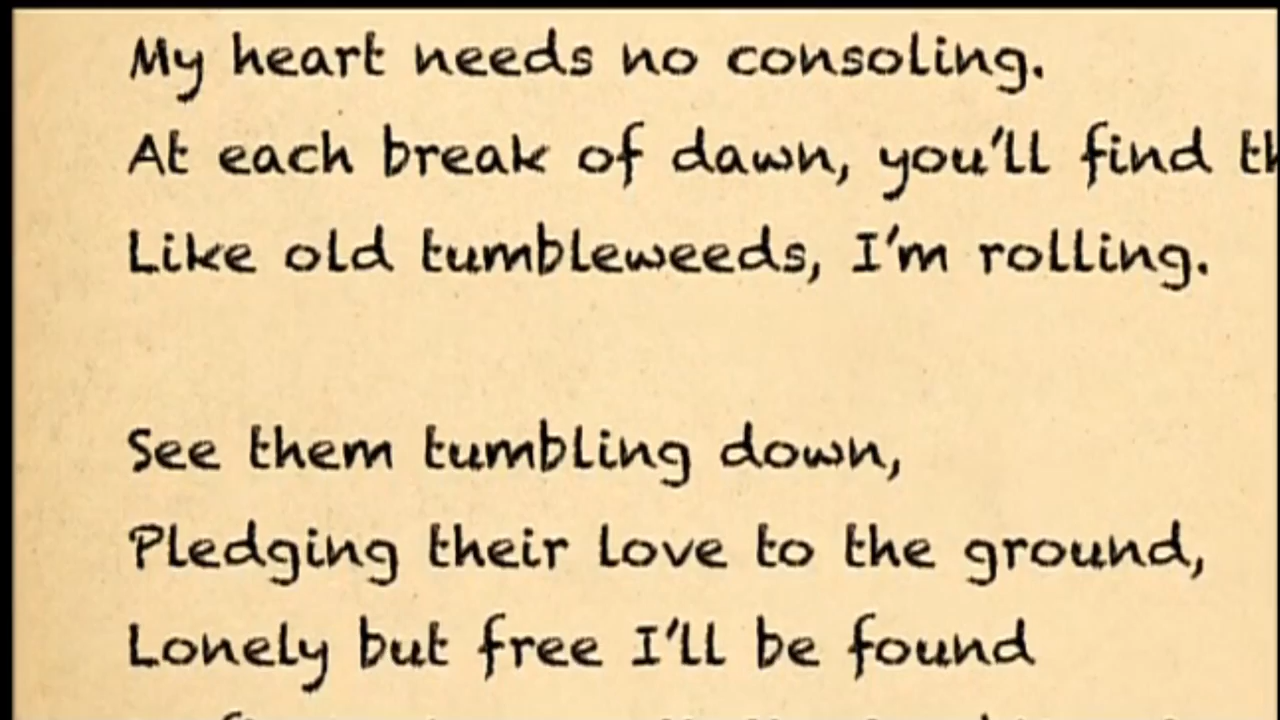 My heart needs no consoling.
At each break of dawn, you'll find
Like old tumbleweeds, I'm rolling.
See them tumbling down,
Pledging their love to the ground,
Lonely but free I'll be found